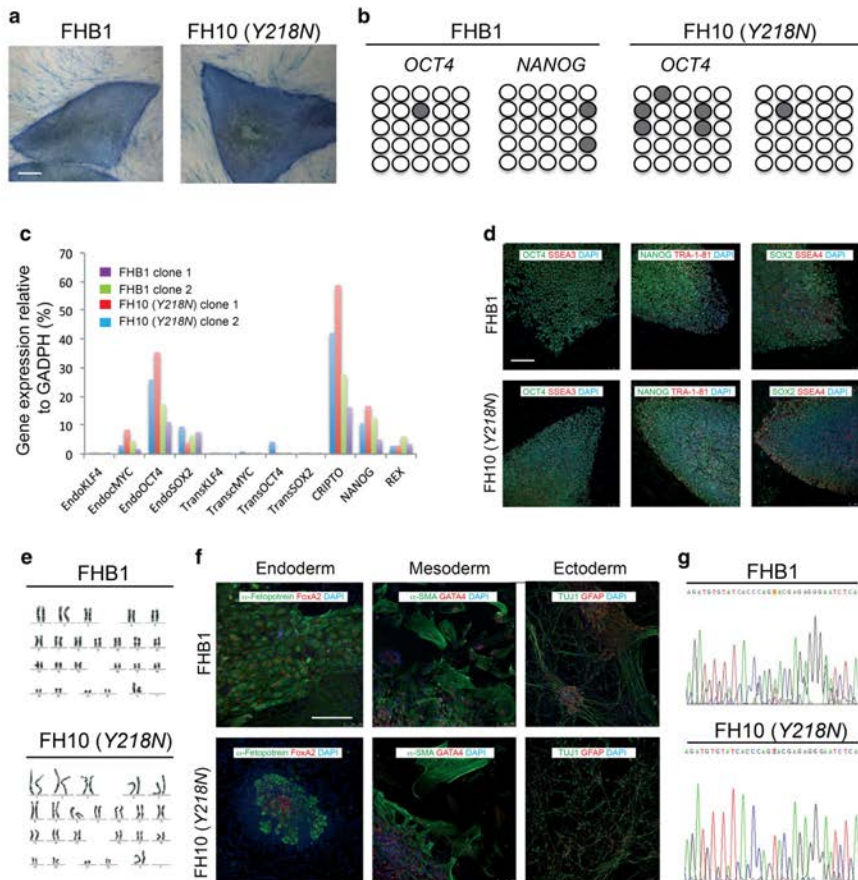 a
FHB1
FH10 (Y218N)
b
FHB1
FH10 (Y218N)
OCT4
NANOG
OCT4
c
Gene expression relative
to GADPH (%)
70
60
50
40
30
20
10
0
FHB1 clone 1
FHB1 clone 2
FH10 (Y218N) clone 1
FH10 (Y218N) clone 2
EndoKLF4
EndocMYC
EndoOCT4
EndoSOX2
TransKLF4
TranscMYC
TransOCT4
TransSOX2
CRIPTO
NANOG
REX
d
FHB1
OCT4 SSEA3 DAPI
NANOG TRA-1-81 DAPI
SOX2 SSEA4 DAPI
FH10 (Y218N)
OCT4 SSEA3 DAPI
NANOG TRA-1-81 DAPI
SOX2 SSEA4 DAPI
e
FHB1
FH10 (Y218N)
f
Endoderm
Mesoderm
Ectoderm
FHB1
α-Fetopotrein FoxA2 DAPI
α-SMA GATA4 DAPI
TUJ1 GFAP DAPI
FH10 (Y218N)
α-Fetopotrein FoxA2 DAPI
α-SMA GATA4 DAPI
TUJ1 GFAP DAPI
g
FHB1
FH10 (Y218N)